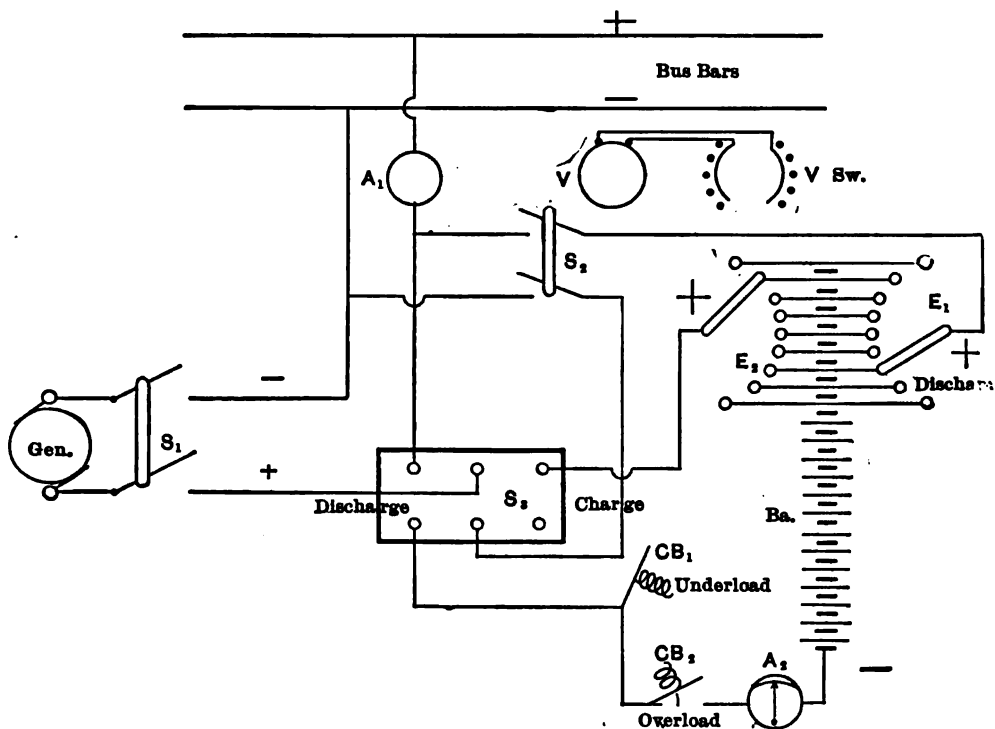 +
Bus Bars
−
A₁
V
V Sw.
S₂
+
E₁
E₂
+
−
Gen.
S₁
+
Discharge
S₃
Charge
Ba.
CB₁
Underload
CB₂
A₂
−
Overload